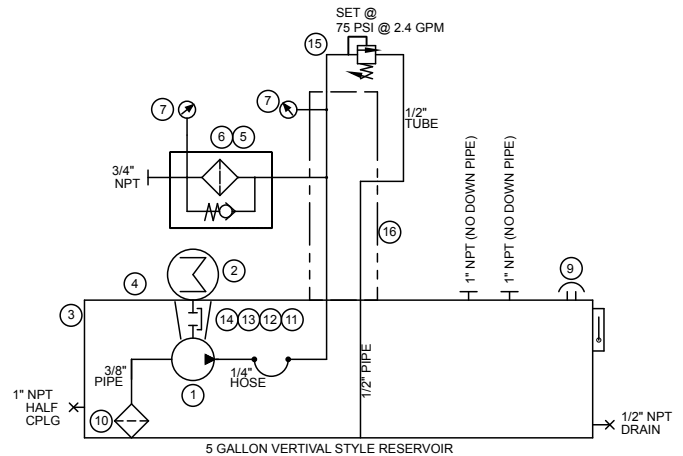 SET @
75 PSI @ 2.4 GPM
15
7
7
1/2"
TUBE
6 5
3/4"
NPT
1" NPT (NO DOWN PIPE)
1" NPT (NO DOWN PIPE)
16
2
9
4
3
14 13 12 11
3/8"
PIPE
1/4"
HOSE
1/2" PIPE
1
1" NPT
HALF
CPLG
10
1/2" NPT
DRAIN
5 GALLON VERTIVAL STYLE RESERVOIR